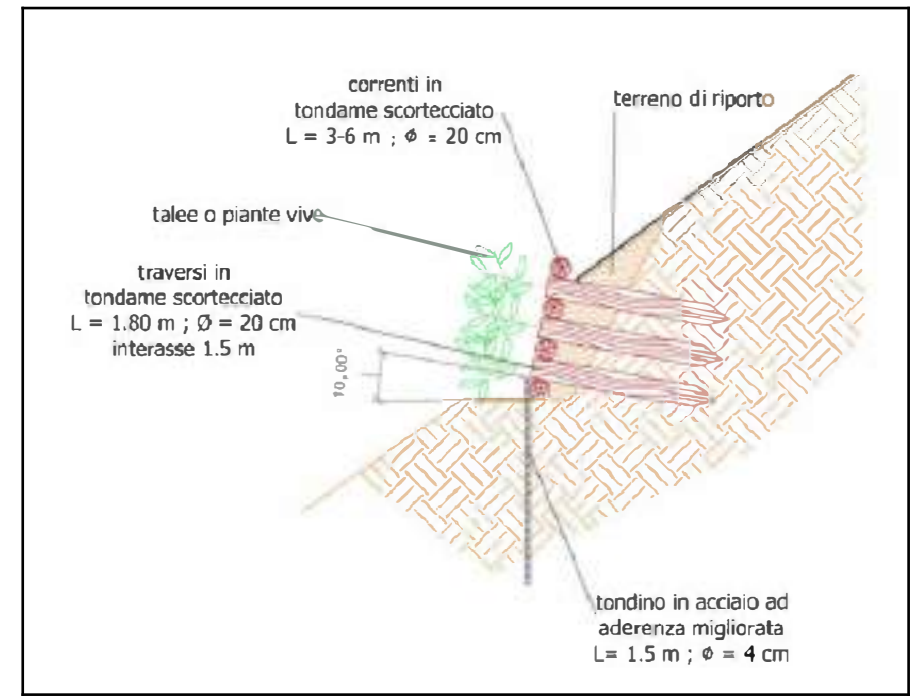 correnti in
tondame scortecciato
L = 3-6 m ; ϕ = 20 cm
terreno di riporto
talee o piante vive
traversi in
tondame scortecciato
L = 1.80 m ; Ø = 20 cm
interasse 1.5 m
10,00°
tondino in acciaio ad
aderenza migliorata
L= 1.5 m ; ϕ = 4 cm